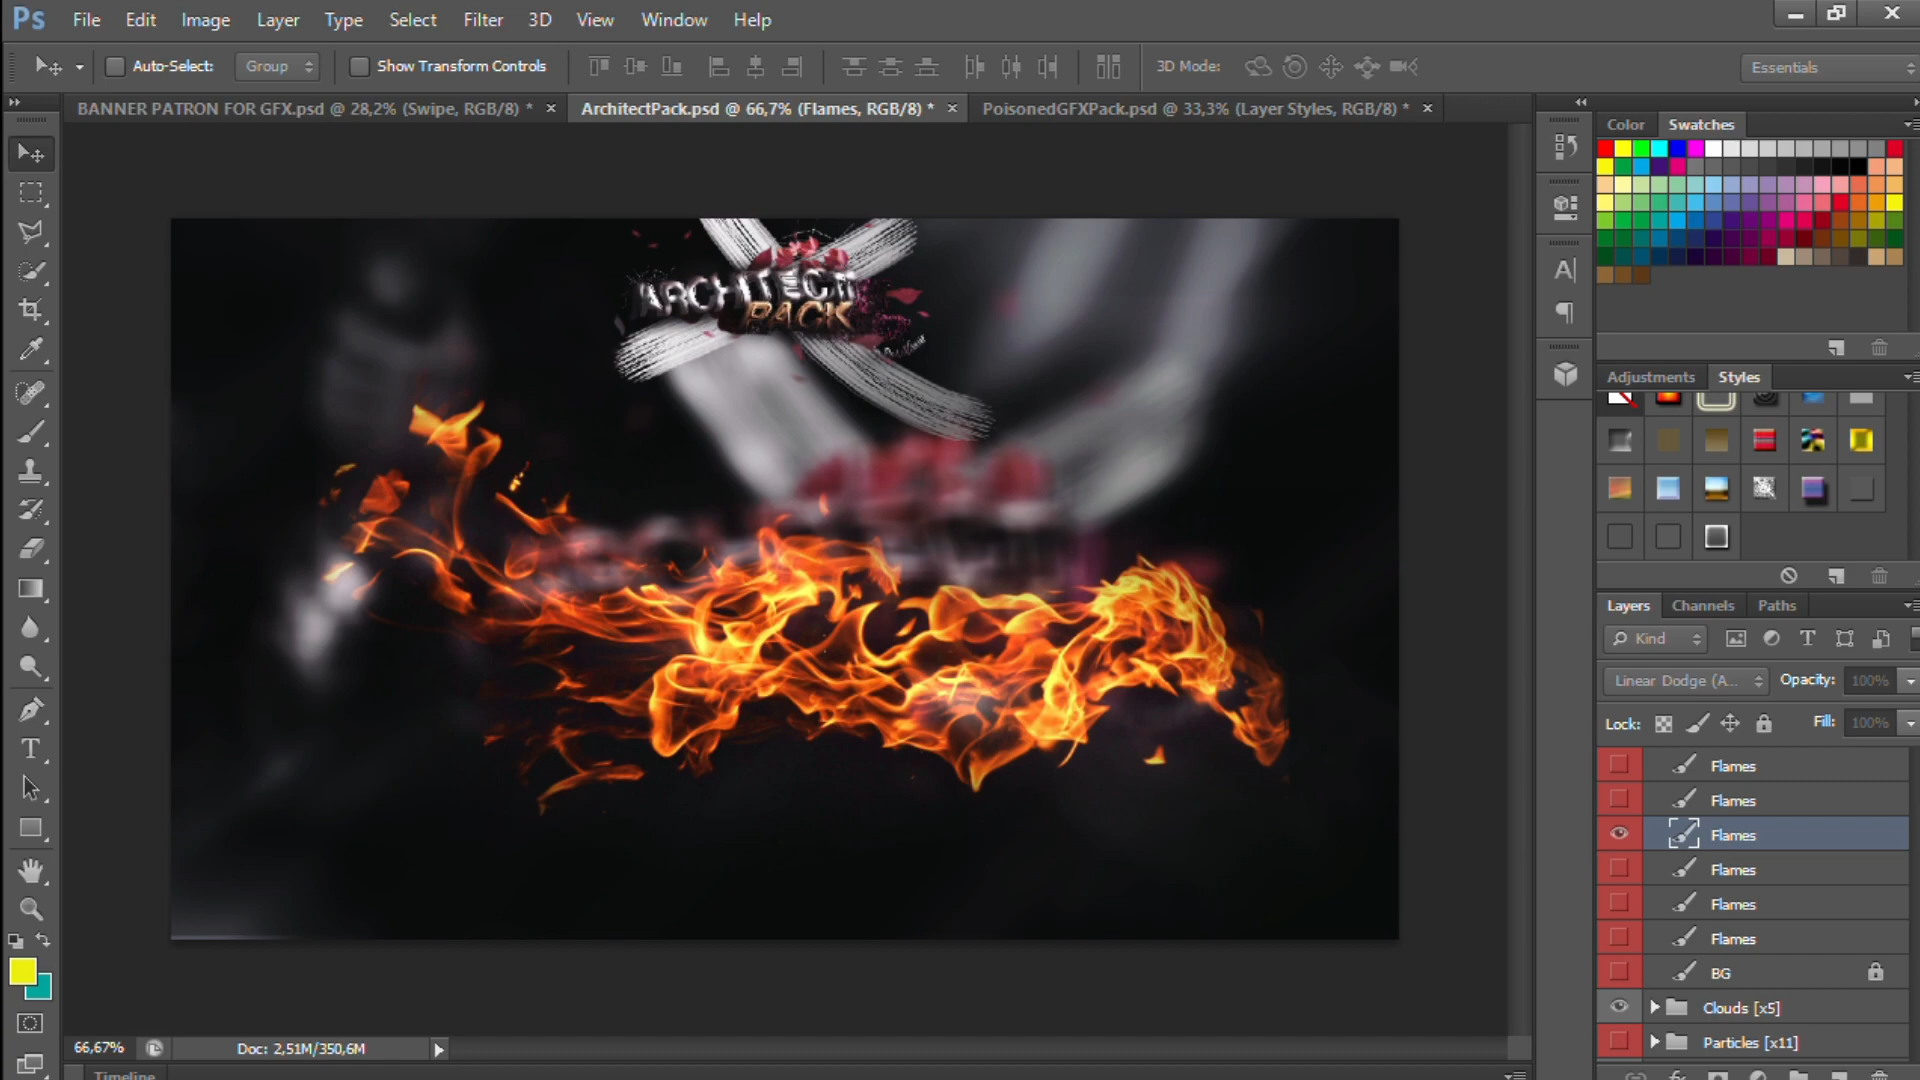 Ps File Edit Image Layer Type Select Filter 3D View Window Help
Auto-Select: Group Show Transform Controls 3D Mode: Essentials
BANNER PATRON FOR GFX.psd @ 28,2% (Swipe, RGB/8) * × ArchitectPack.psd @ 66,7% (Flames, RGB/8) * × PoisonedGFXPack.psd @ 33,3% (Layer Styles, RGB/8) * ×
Color Swatches
ARCHITECT
PACK
Adjustments Styles
Layers Channels Paths
Kind
Linear Dodge (A... Opacity: 100%
Lock: Fill: 100%
Flames
Flames
Flames
Flames
Flames
Flames
BG
Clouds [x5]
Particles [x11]
66,67% Doc: 2,51M/350,6M
Timeline